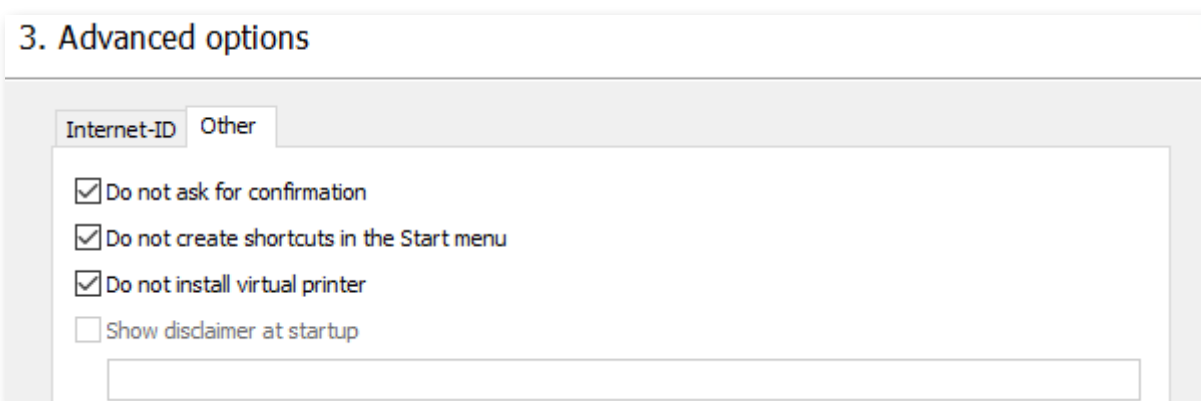 3. Advanced options
Internet-ID Other
Do not ask for confirmation
Do not create shortcuts in the Start menu
Do not install virtual printer
Show disclaimer at startup